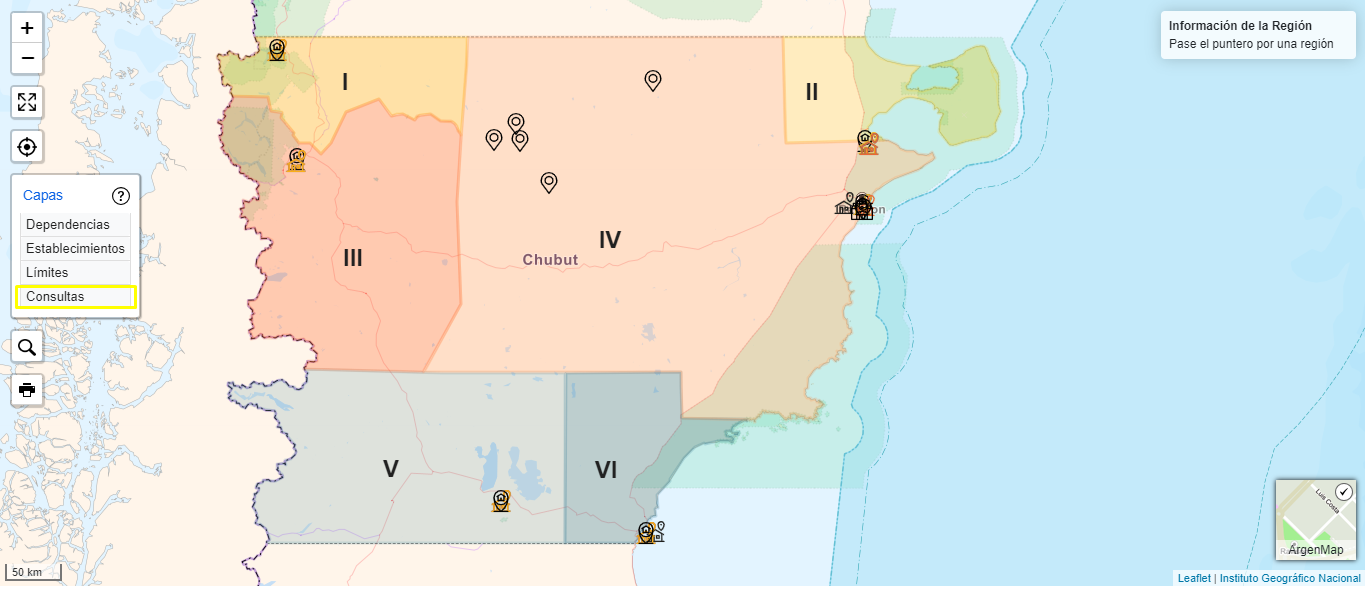 +
Información de la Región
Pase el puntero por una región
−
I
II
Capas
?
Dependencias
Establecimientos
Límites
Consultas
III
IV
Chubut
V
VI
50 km
Luis Costa
ArgenMap
Leaflet | Instituto Geográfico Nacional